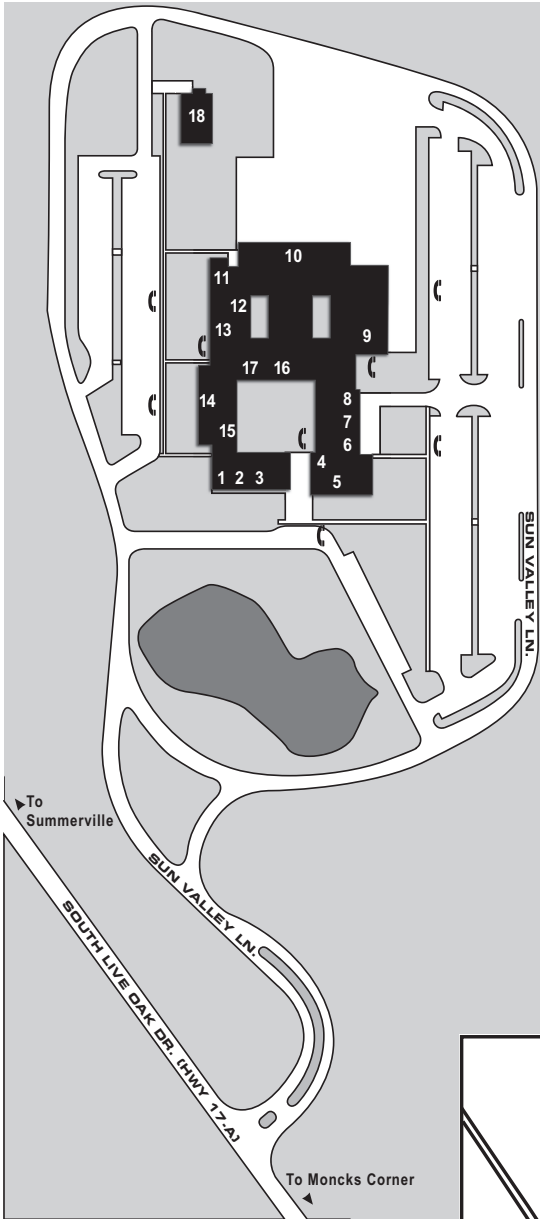 18
10
11
12
13
9
17 16
14
8
7
15
6
4
1 2 3
5
SUN VALLEY LN.
To
Summerville
SUN VALLEY LN.
SOUTH LIVE OAK DR. (HWY 17-A)
To Moncks Corner